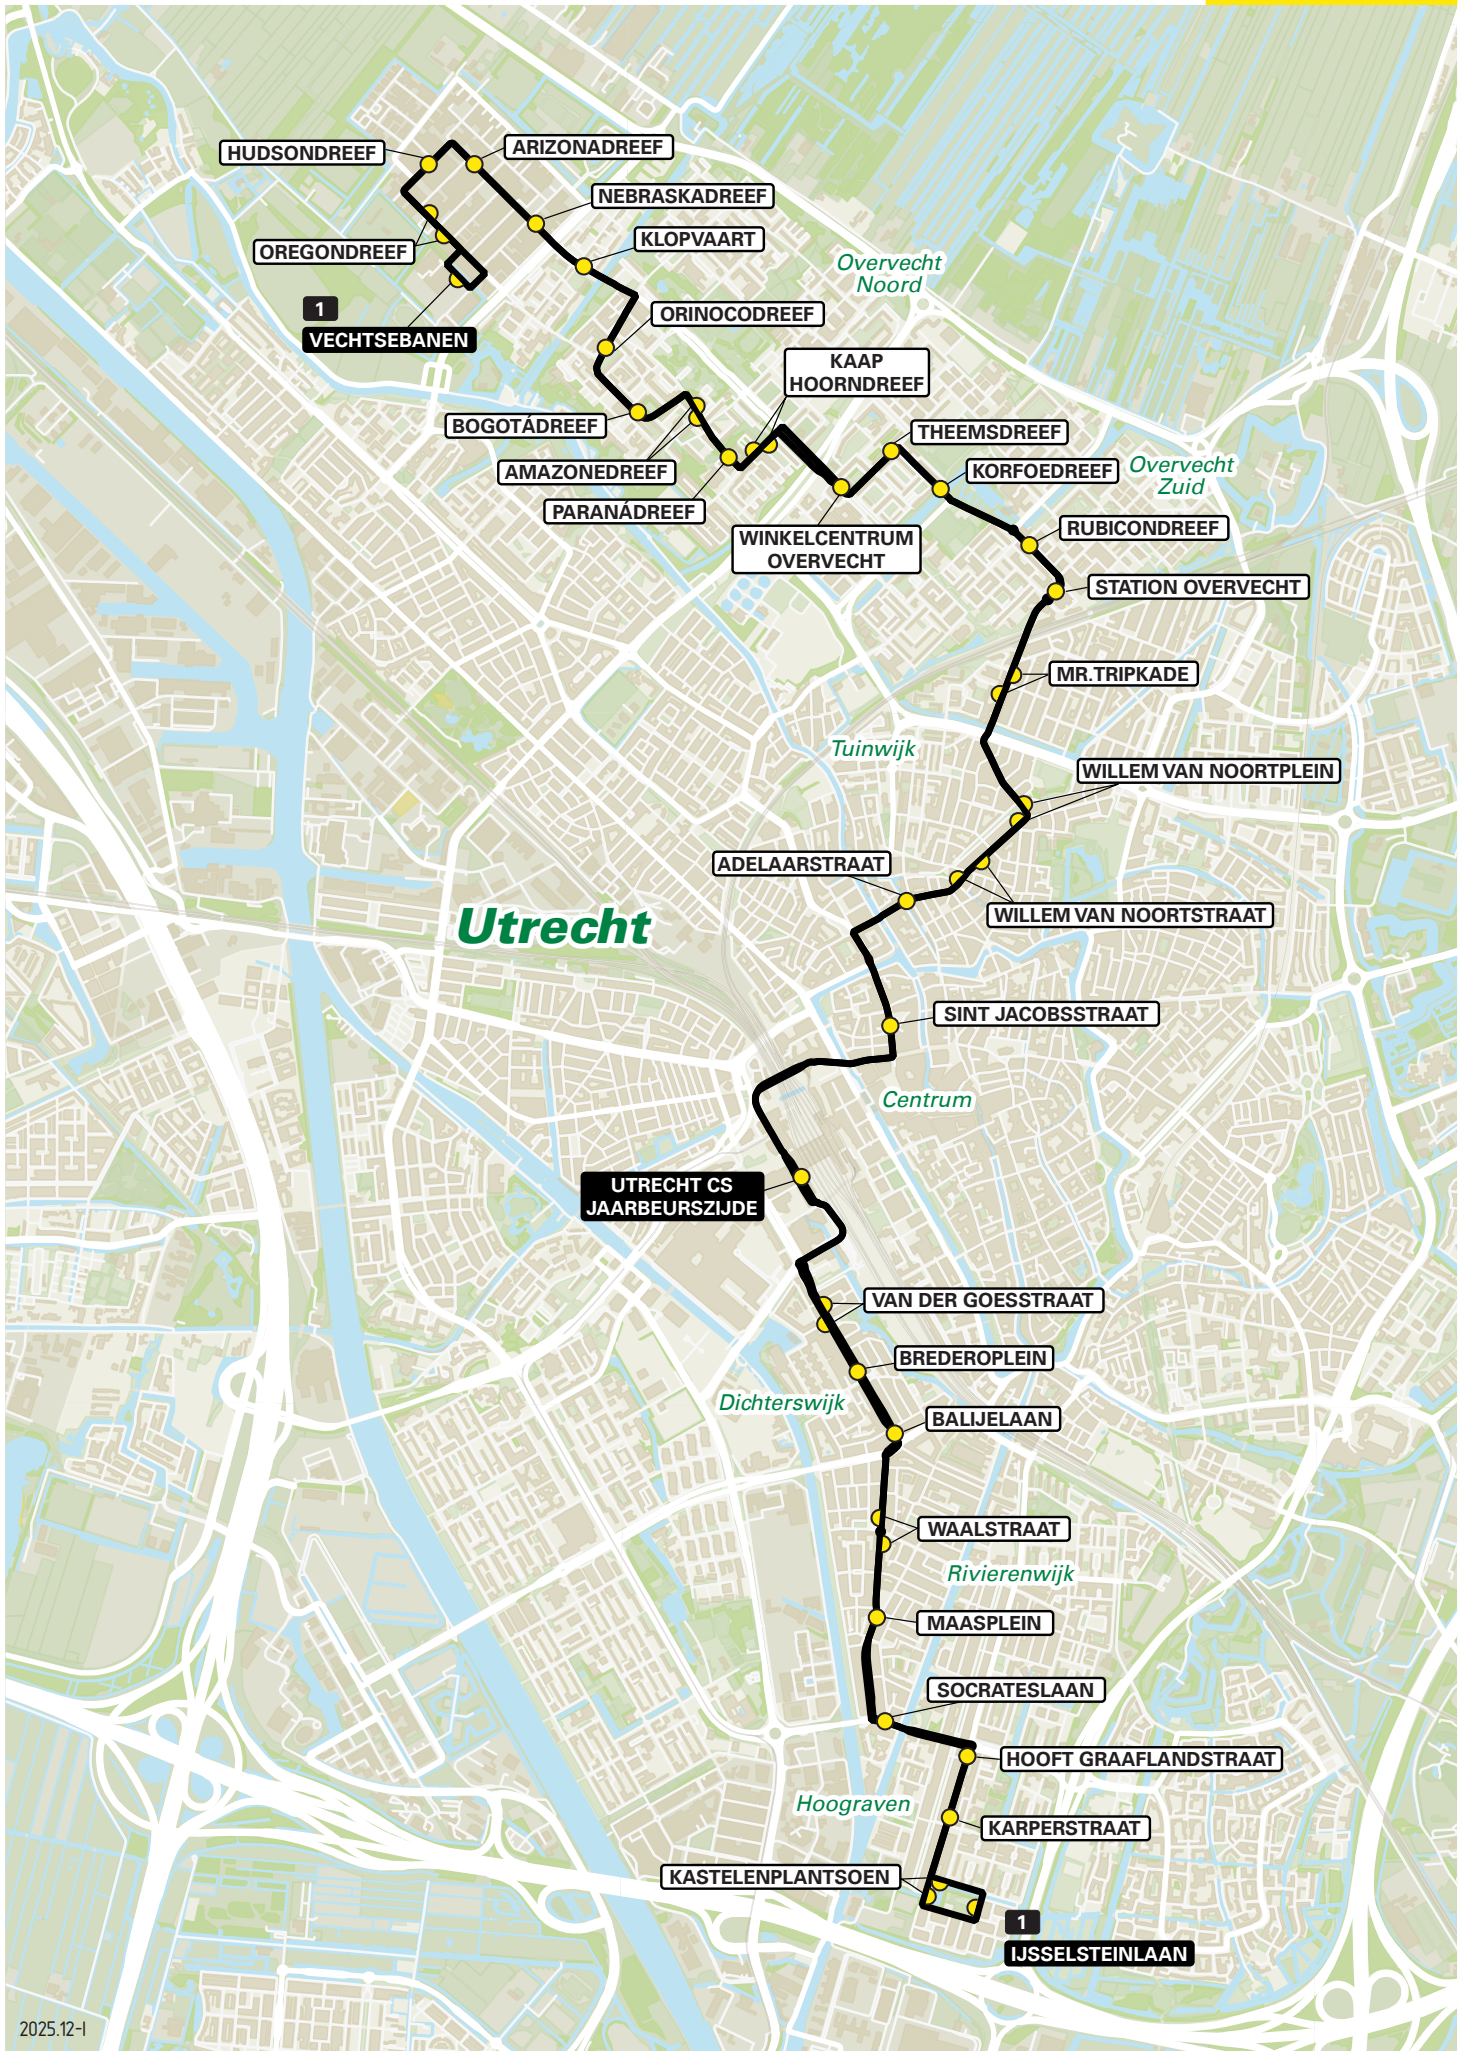 HUDSONDREEF
ARIZONADREEF
NEBRASKADREEF
KLOPVAART
OREGONDREEF
Overvecht
Noord
1
VECHTSEBANEN
ORINOCODREEF
KAAP
HOORNDREEF
BOGOTÁDREEF
THEEMSDREEF
AMAZONEDREEF
KORFOEDREEF
Overvecht
Zuid
PARANÁDREEF
WINKELCENTRUM
OVERVECHT
RUBICONDREEF
STATION OVERVECHT
MR.TRIPKADE
Tuinwijk
WILLEM VAN NOORTPLEIN
ADELAARSTRAAT
WILLEM VAN NOORTSTRAAT
Utrecht
SINT JACOBSSTRAAT
Centrum
UTRECHT CS
JAARBEURSZIJDE
VAN DER GOESSTRAAT
BREDEROPLEIN
Dichterswijk
BALIJELAAN
WAALSTRAAT
Rivierenwijk
MAASPLEIN
SOCRATESLAAN
HOOFT GRAAFLANDSTRAAT
Hoograven
KARPERSTRAAT
KASTELENPLANTSOEN
1
IJSSELSTEINLAAN
2025.12-I